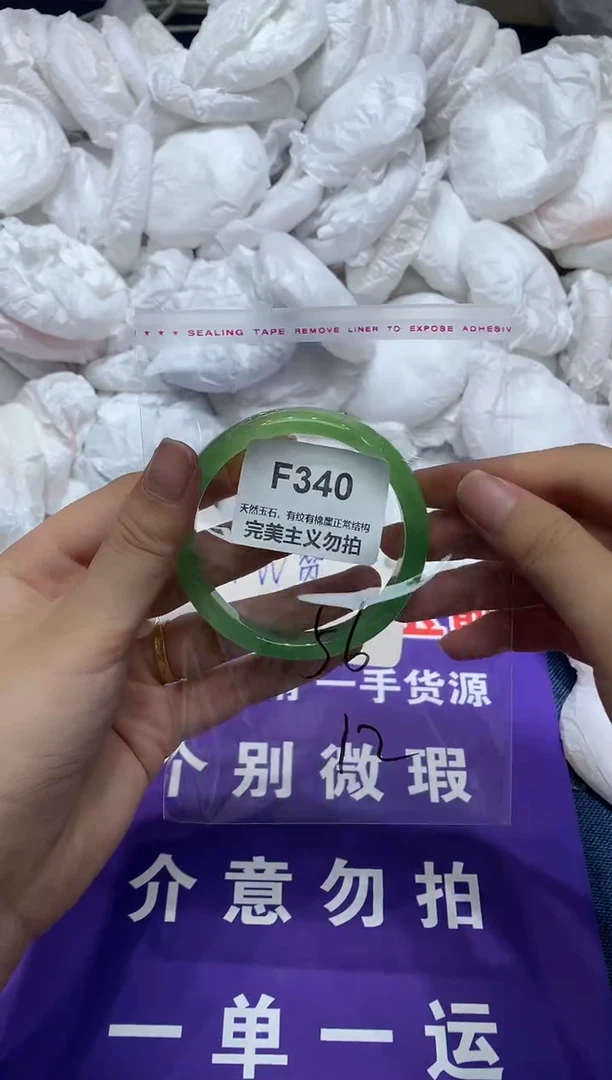 ★ ★ ★ SEALING TAPE REMOVE LINER TO EXPOSE ADHESIV
F340
天然玉石,有纹有棉属正常结构
完美主义勿拍
56
一手货源
12
个别微瑕
介意勿拍
一单一运